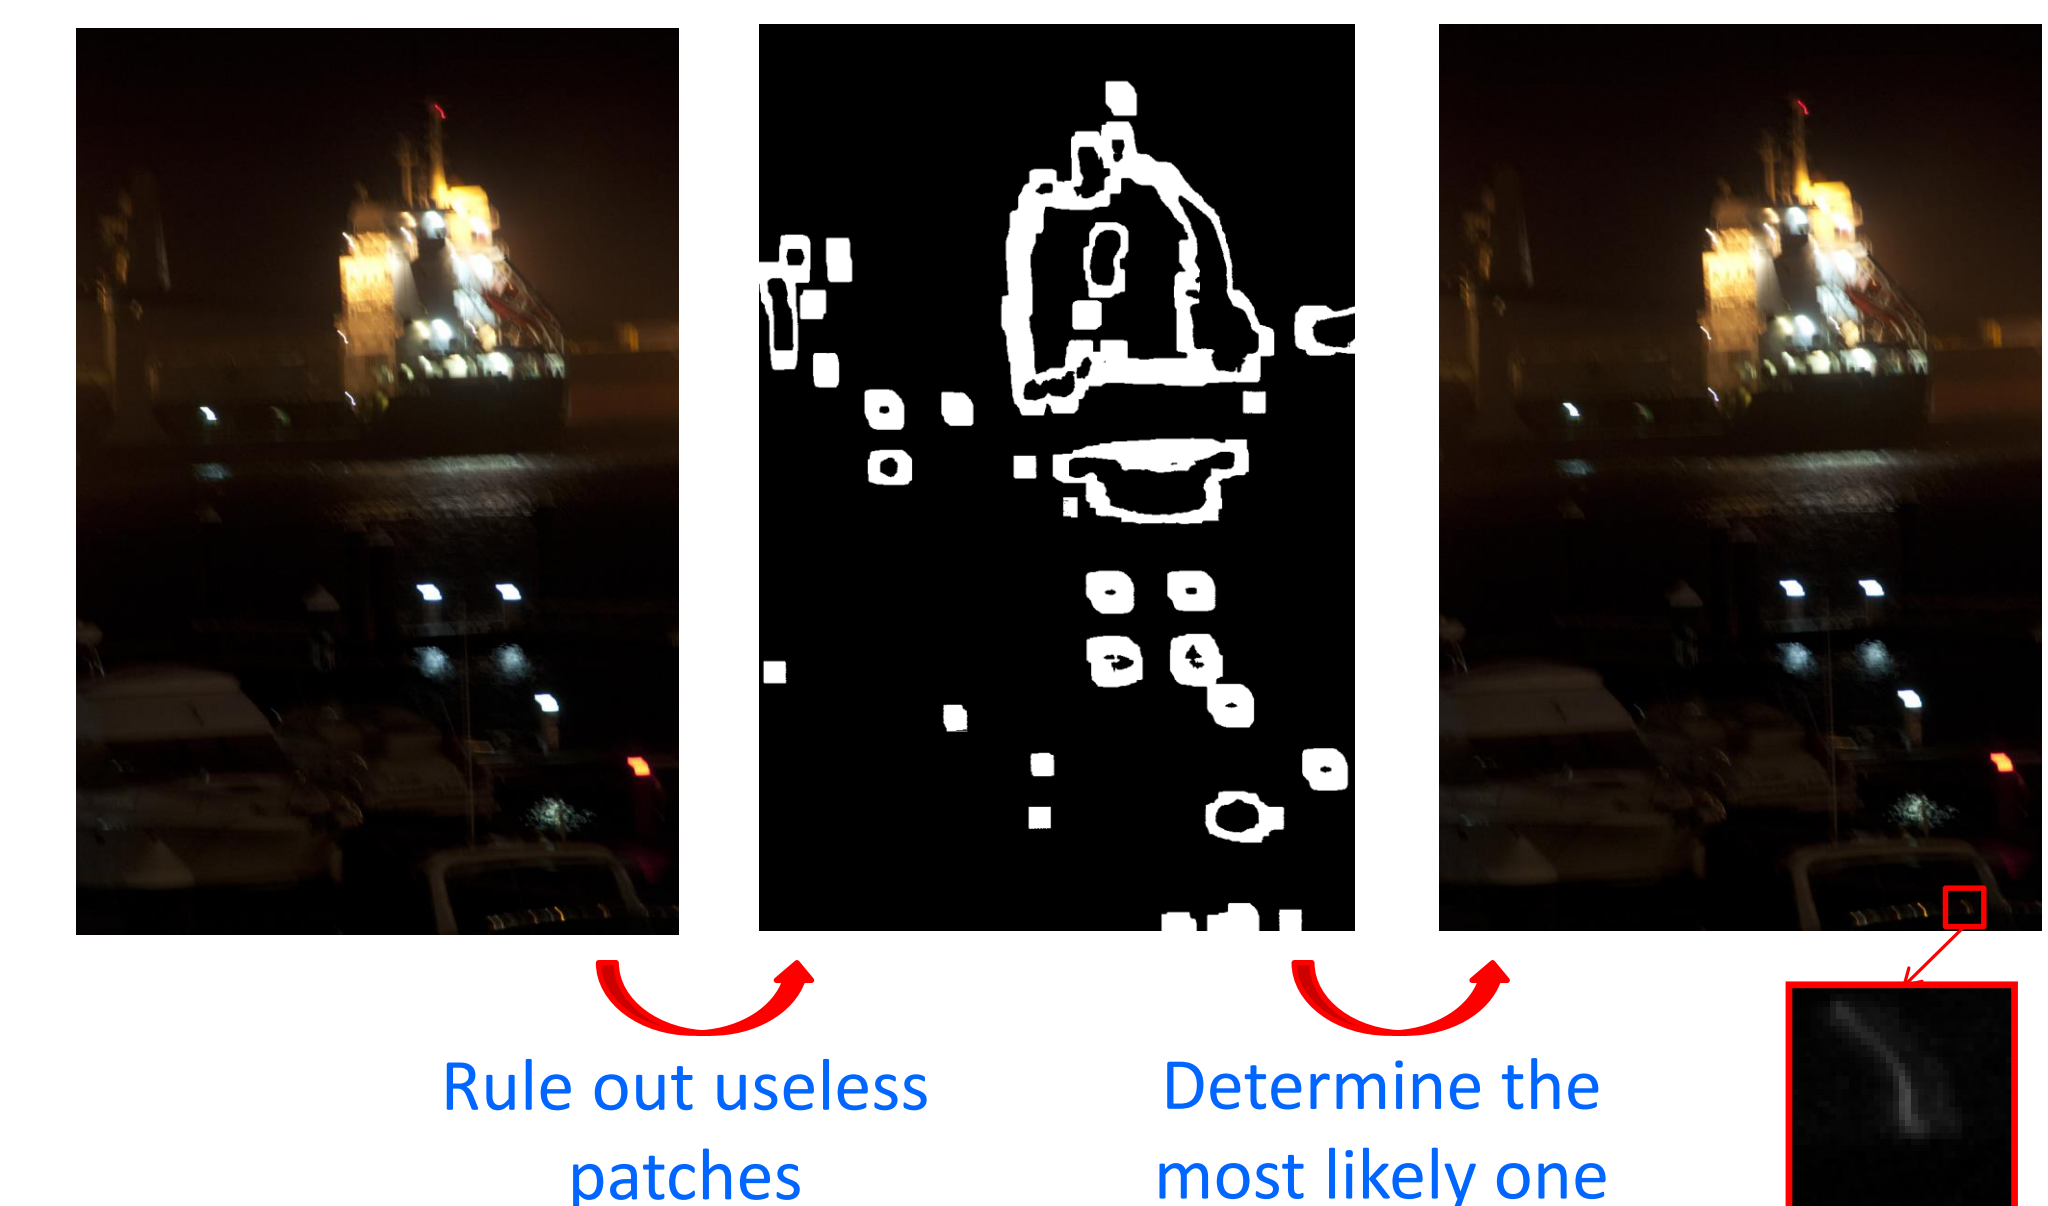 Rule out useless
patches
Determine the
most likely one